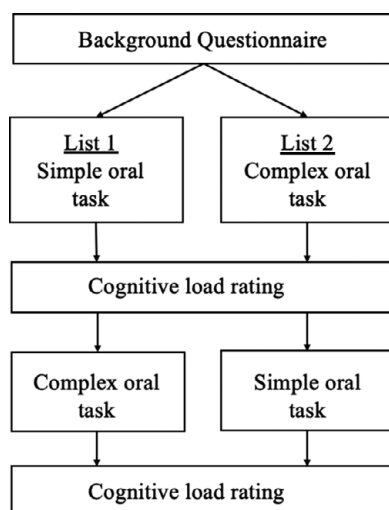 Background Questionnaire
List 1
Simple oral
task
List 2
Complex oral
task
Cognitive load rating
Complex oral
task
Simple oral
task
Cognitive load rating